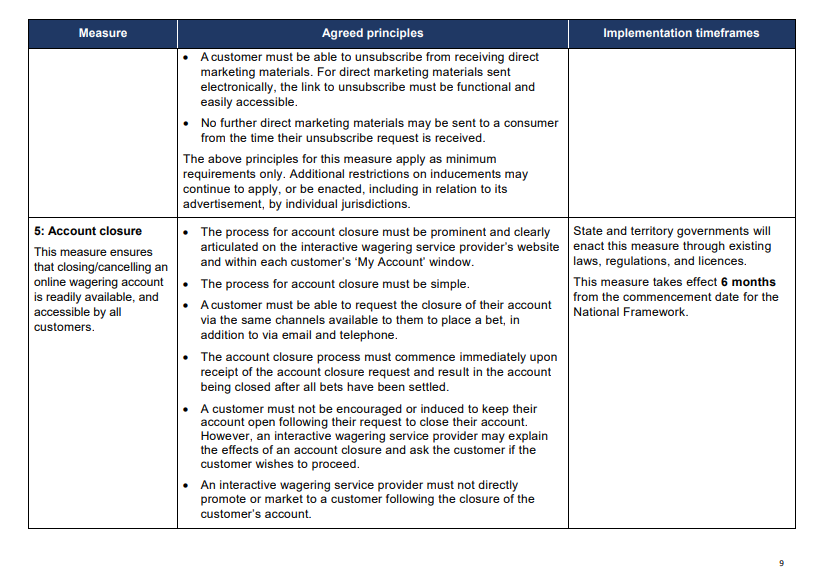 Measure
Agreed principles
Implementation timeframes
• A customer must be able to unsubscribe from receiving direct
marketing materials. For direct marketing materials sent
electronically, the link to unsubscribe must be functional and
easily accessible.
• No further direct marketing materials may be sent to a consumer
from the time their unsubscribe request is received.
The above principles for this measure apply as minimum
requirements only. Additional restrictions on inducements may
continue to apply, or be enacted, including in relation to its
advertisement, by individual jurisdictions.
5: Account closure
This measure ensures
that closing/cancelling an
online wagering account
is readily available, and
accessible by all
customers.
• The process for account closure must be prominent and clearly
articulated on the interactive wagering service provider's website
and within each customer's 'My Account' window.
• The process for account closure must be simple.
• A customer must be able to request the closure of their account
via the same channels available to them to place a bet, in
addition to via email and telephone.
• The account closure process must commence immediately upon
receipt of the account closure request and result in the account
being closed after all bets have been settled.
• A customer must not be encouraged or induced to keep their
account open following their request to close their account.
However, an interactive wagering service provider may explain
the effects of an account closure and ask the customer if the
customer wishes to proceed.
• An interactive wagering service provider must not directly
promote or market to a customer following the closure of the
customer's account.
State and territory governments will
enact this measure through existing
laws, regulations, and licences.
This measure takes effect 6 months
from the commencement date for the
National Framework.
9